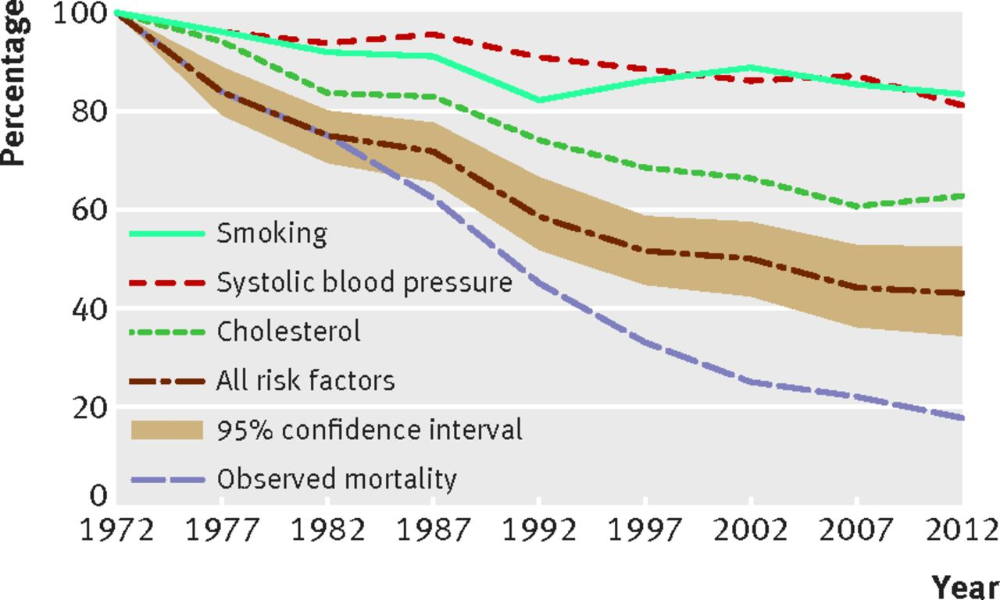 Percentage
100
80
60
40
20
0
Smoking
Systolic blood pressure
Cholesterol
All risk factors
95% confidence interval
Observed mortality
1972 1977 1982 1987 1992 1997 2002 2007 2012
Year